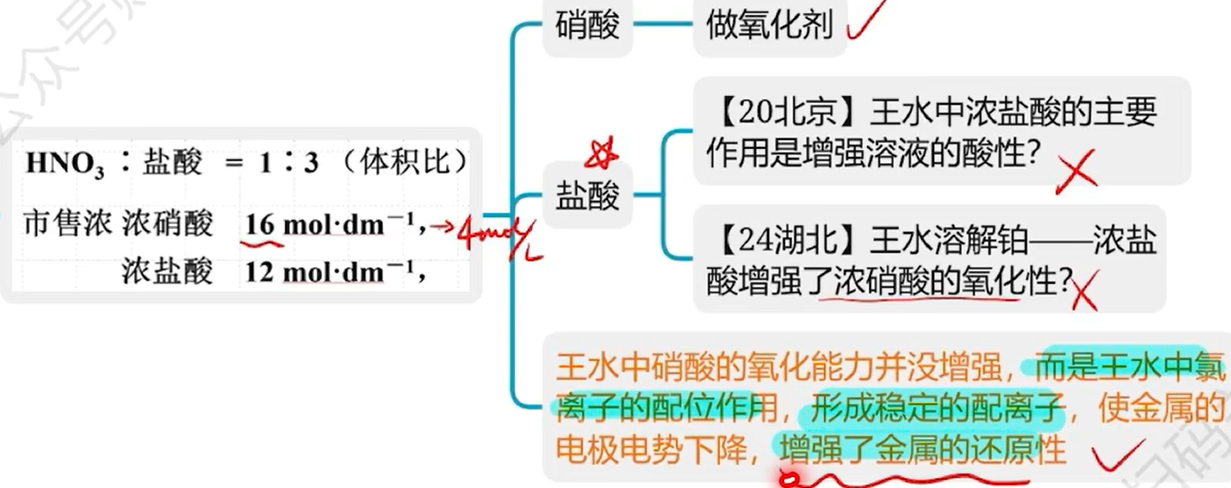 公众号
硝酸
做氧化剂
HNO₃：盐酸 = 1：3 （体积比）
市售浓 浓硝酸 16 mol·dm⁻¹，→4mol/L
浓盐酸 12 mol·dm⁻¹，
盐酸
【20北京】王水中浓盐酸的主要
作用是增强溶液的酸性？
【24湖北】王水溶解铂——浓盐
酸增强了浓硝酸的氧化性？
王水中硝酸的氧化能力并没增强，而是王水中氯
离子的配位作用，形成稳定的配离子，使金属的
电极电势下降，增强了金属的还原性
扫码